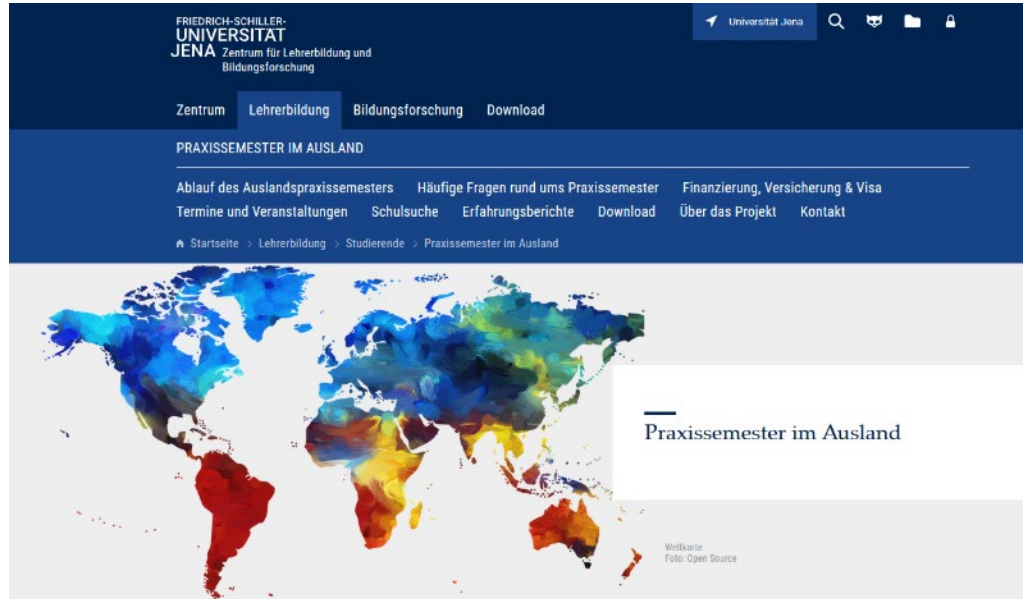 FRIEDRICH-SCHILLER-
UNIVERSITÄT
JENA Zentrum für Lehrerbildung und
Bildungsforschung
Universität Jena
Zentrum Lehrerbildung Bildungsforschung Download
PRAXISSEMESTER IM AUSLAND
Ablauf des Auslandspraxissemesters Häufige Fragen rund ums Praxissemester Finanzierung, Versicherung & Visa
Termine und Veranstaltungen Schulsuche Erfahrungsberichte Download Über das Projekt Kontakt
Startseite > Lehrerbildung > Studierende > Praxissemester im Ausland
Praxissemester im Ausland
Weltkarte
Foto: Open Source